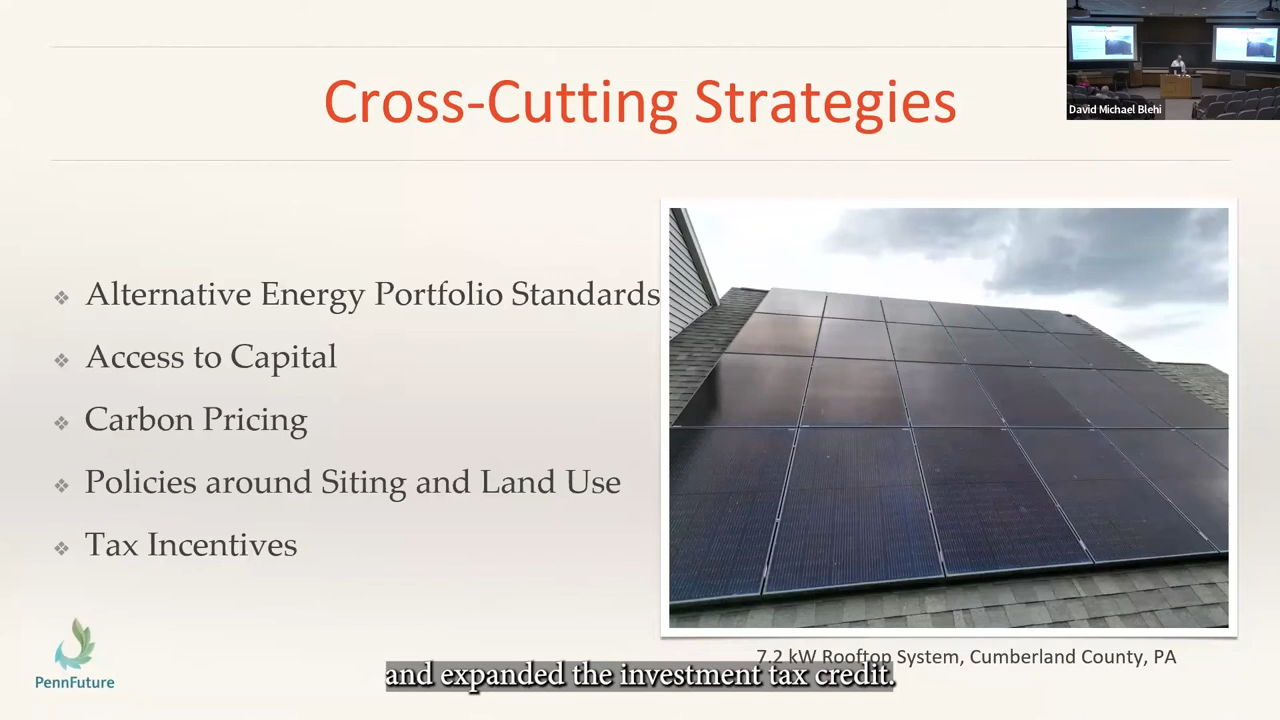 Cross-Cutting Strategies
David Michael Blehi
Alternative Energy Portfolio Standards
Access to Capital
Carbon Pricing
Policies around Siting and Land Use
Tax Incentives
7.2 kW Rooftop System, Cumberland County, PA
PennFuture
and expanded the investment tax credit.